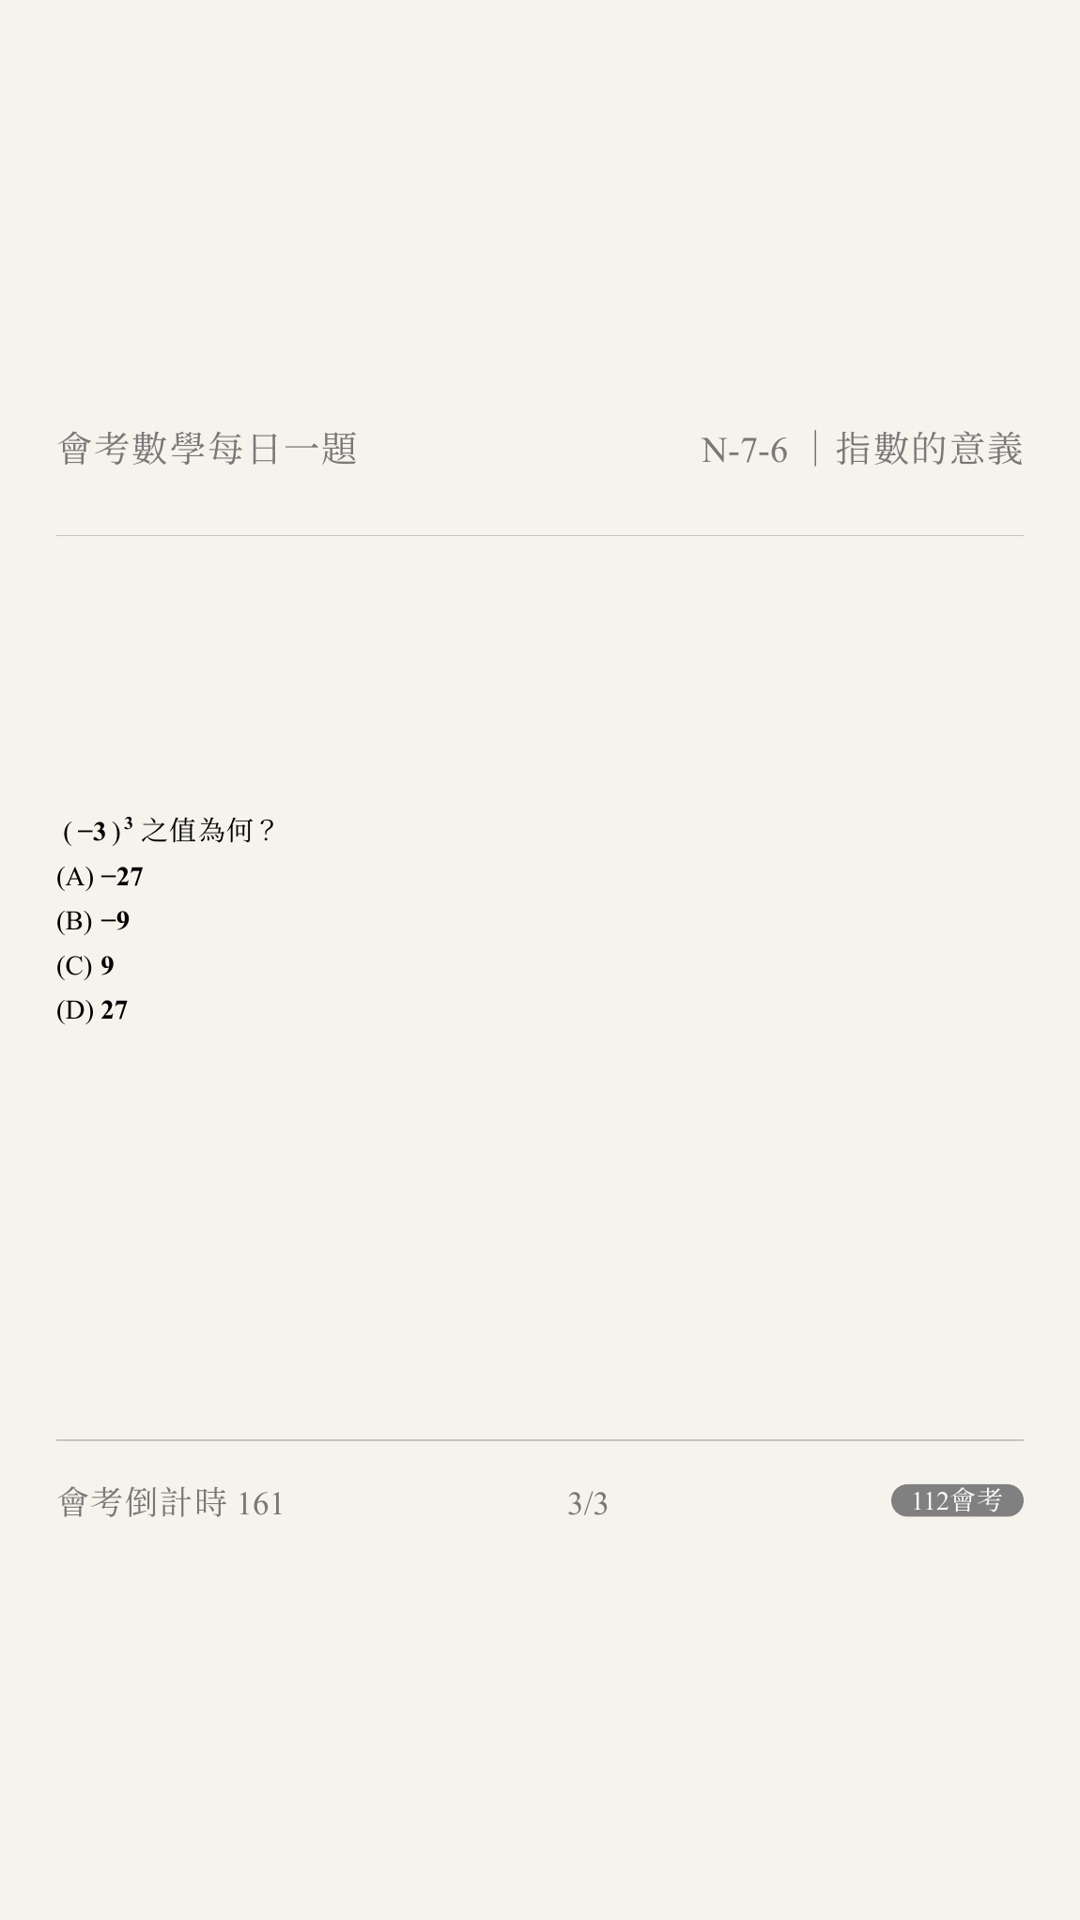 會考數學每日一題
N-7-6｜指數的意義
(−3)³ 之值為何？
(A) −27
(B) −9
(C) 9
(D) 27
會考倒計時 161
3/3
112會考